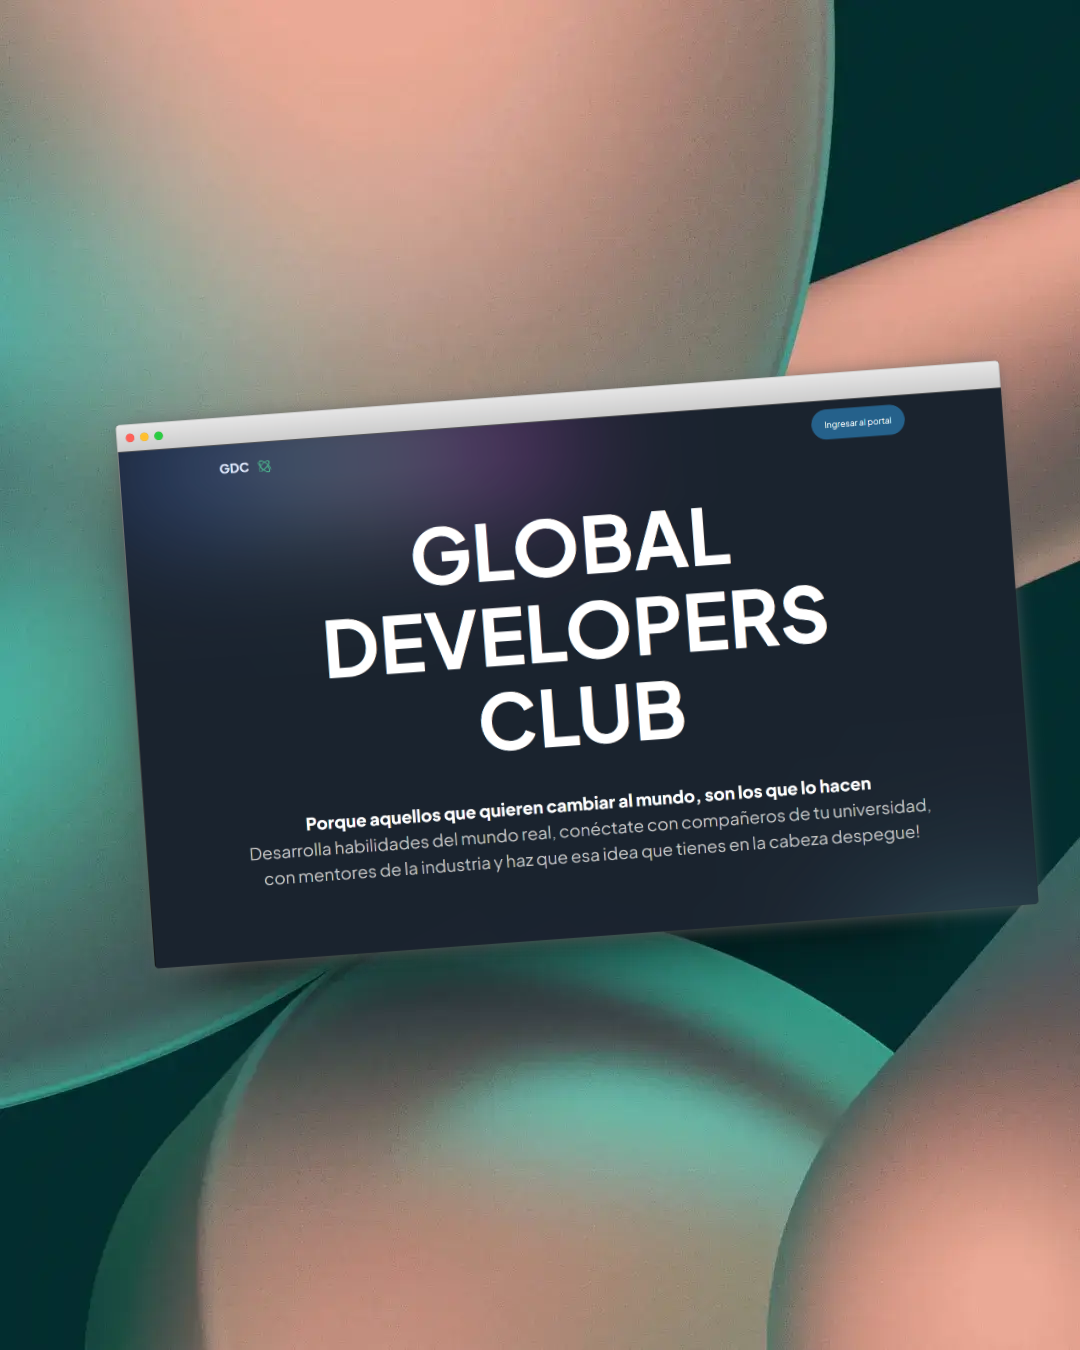 GDC
Ingresar al portal
GLOBAL
DEVELOPERS
CLUB
Porque aquellos que quieren cambiar al mundo, son los que lo hacen
Desarrolla habilidades del mundo real, conéctate con compañeros de tu universidad,
con mentores de la industria y haz que esa idea que tienes en la cabeza despegue!